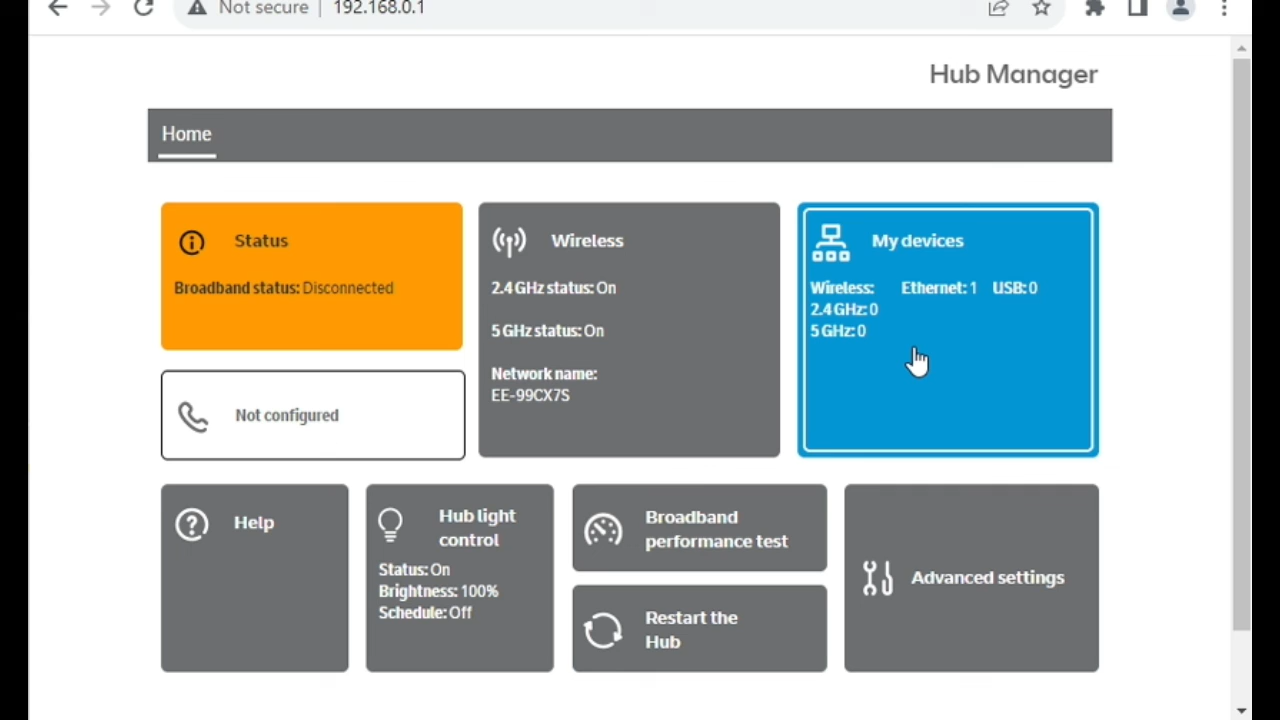 Not secure | 192.168.0.1
Hub Manager
Home
Status
Broadband status: Disconnected
Wireless
2.4 GHz status: On
5 GHz status: On
Network name:
EE-99CX7S
My devices
Wireless: Ethernet: 1 USB: 0
2.4 GHz: 0
5 GHz: 0
Not configured
Help
Hub light
control
Status: On
Brightness: 100%
Schedule: Off
Broadband
performance test
Restart the
Hub
Advanced settings